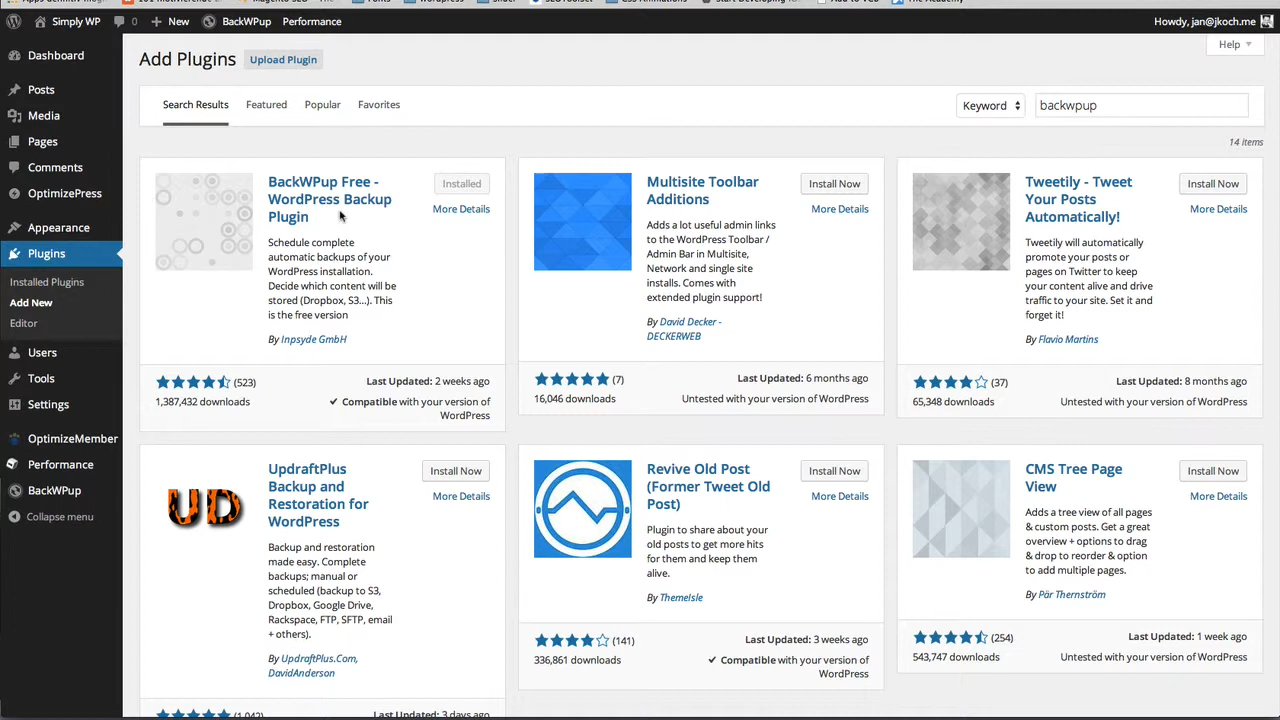 Simply WP 0 New BackWPup Performance Howdy, jan@jkoch.me
Dashboard
Posts
Media
Pages
Comments
OptimizePress
Appearance
Plugins
Installed Plugins
Add New
Editor
Users
Tools
Settings
OptimizeMember
Performance
BackWPup
Collapse menu
Add Plugins Upload Plugin
Help
Search Results Featured Popular Favorites
Keyword backwpup
14 items
BackWPup Free -
WordPress Backup
Plugin
Installed
More Details
Schedule complete
automatic backups of your
WordPress installation.
Decide which content will be
stored (Dropbox, S3...). This
is the free version
By Inpsyde GmbH
(523)
Last Updated: 2 weeks ago
1,387,432 downloads
Compatible with your version of
WordPress
Multisite Toolbar
Additions
Install Now
More Details
Adds a lot useful admin links
to the WordPress Toolbar /
Admin Bar in Multisite,
Network and single site
installs. Comes with
extended plugin support!
By David Decker -
DECKERWEB
(7)
Last Updated: 6 months ago
16,046 downloads
Untested with your version of WordPress
Tweetily - Tweet
Your Posts
Automatically!
Install Now
More Details
Tweetily will automatically
promote your posts or
pages on Twitter to keep
your content alive and drive
traffic to your site. Set it and
forget it!
By Flavio Martins
(37)
Last Updated: 8 months ago
65,348 downloads
Untested with your version of WordPress
UD
UpdraftPlus
Backup and
Restoration for
WordPress
Install Now
More Details
Backup and restoration
made easy. Complete
backups; manual or
scheduled (backup to S3,
Dropbox, Google Drive,
Rackspace, FTP, SFTP, email
+ others).
By UpdraftPlus.Com,
DavidAnderson
(1,042)
Last Updated: 3 days ago
Revive Old Post
(Former Tweet Old
Post)
Install Now
More Details
Plugin to share about your
old posts to get more hits
for them and keep them
alive.
By ThemeIsle
(141)
Last Updated: 3 weeks ago
336,861 downloads
Compatible with your version of
WordPress
CMS Tree Page
View
Install Now
More Details
Adds a tree view of all pages
& custom posts. Get a great
overview + options to drag
& drop to reorder & option
to add multiple pages.
By Pär Thernström
(254)
Last Updated: 1 week ago
543,747 downloads
Untested with your version of WordPress